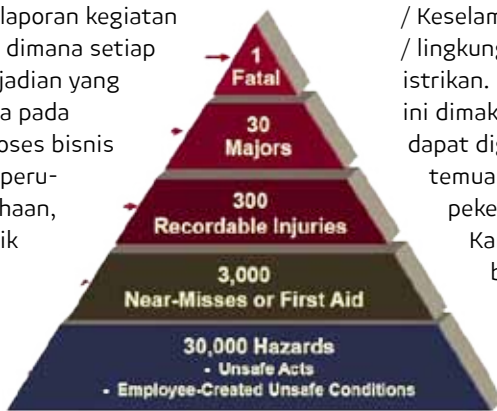 laporan kegiatan
dimana setiap
jadian yang
a pada
oses bisnis
peru-
haan,
ik
1
Fatal
30
Majors
300
Recordable Injuries
3,000
Near-Misses or First Aid
30,000 Hazards
- Unsafe Acts
- Employee-Created Unsafe Conditions
/ Keselam
/ lingkung
istrikan.
ini dimak
dapat dig
temua
peke
Ka
b